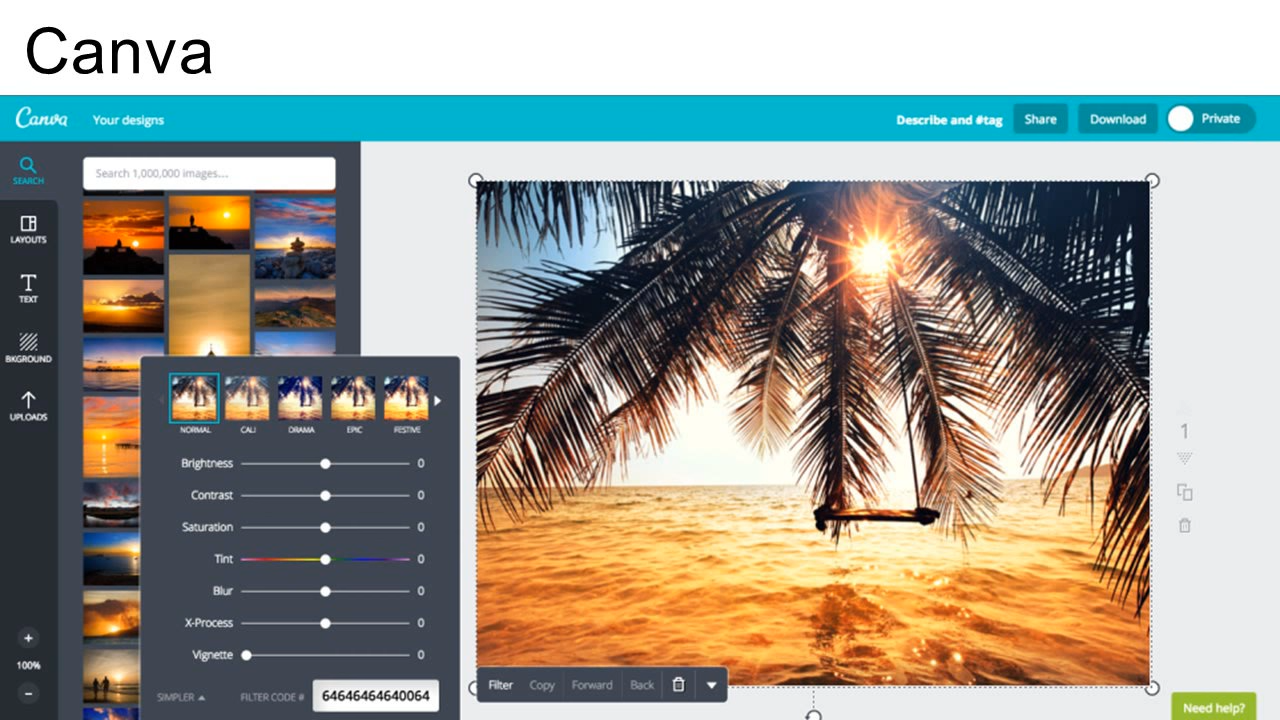 Canva
Canva Your designs Describe and #tag Share Download Private
Search 1,000,000 images...
SEARCH
LAYOUTS
TEXT
BKGROUND
UPLOADS
100%
NORMAL CALI DRAMA EPIC FESTIVE
Brightness 0
Contrast 0
Saturation 0
Tint 0
Blur 0
X-Process 0
Vignette 0
SIMPLER FILTER CODE # 64646464640064
Filter Copy Forward Back
1
Need help?